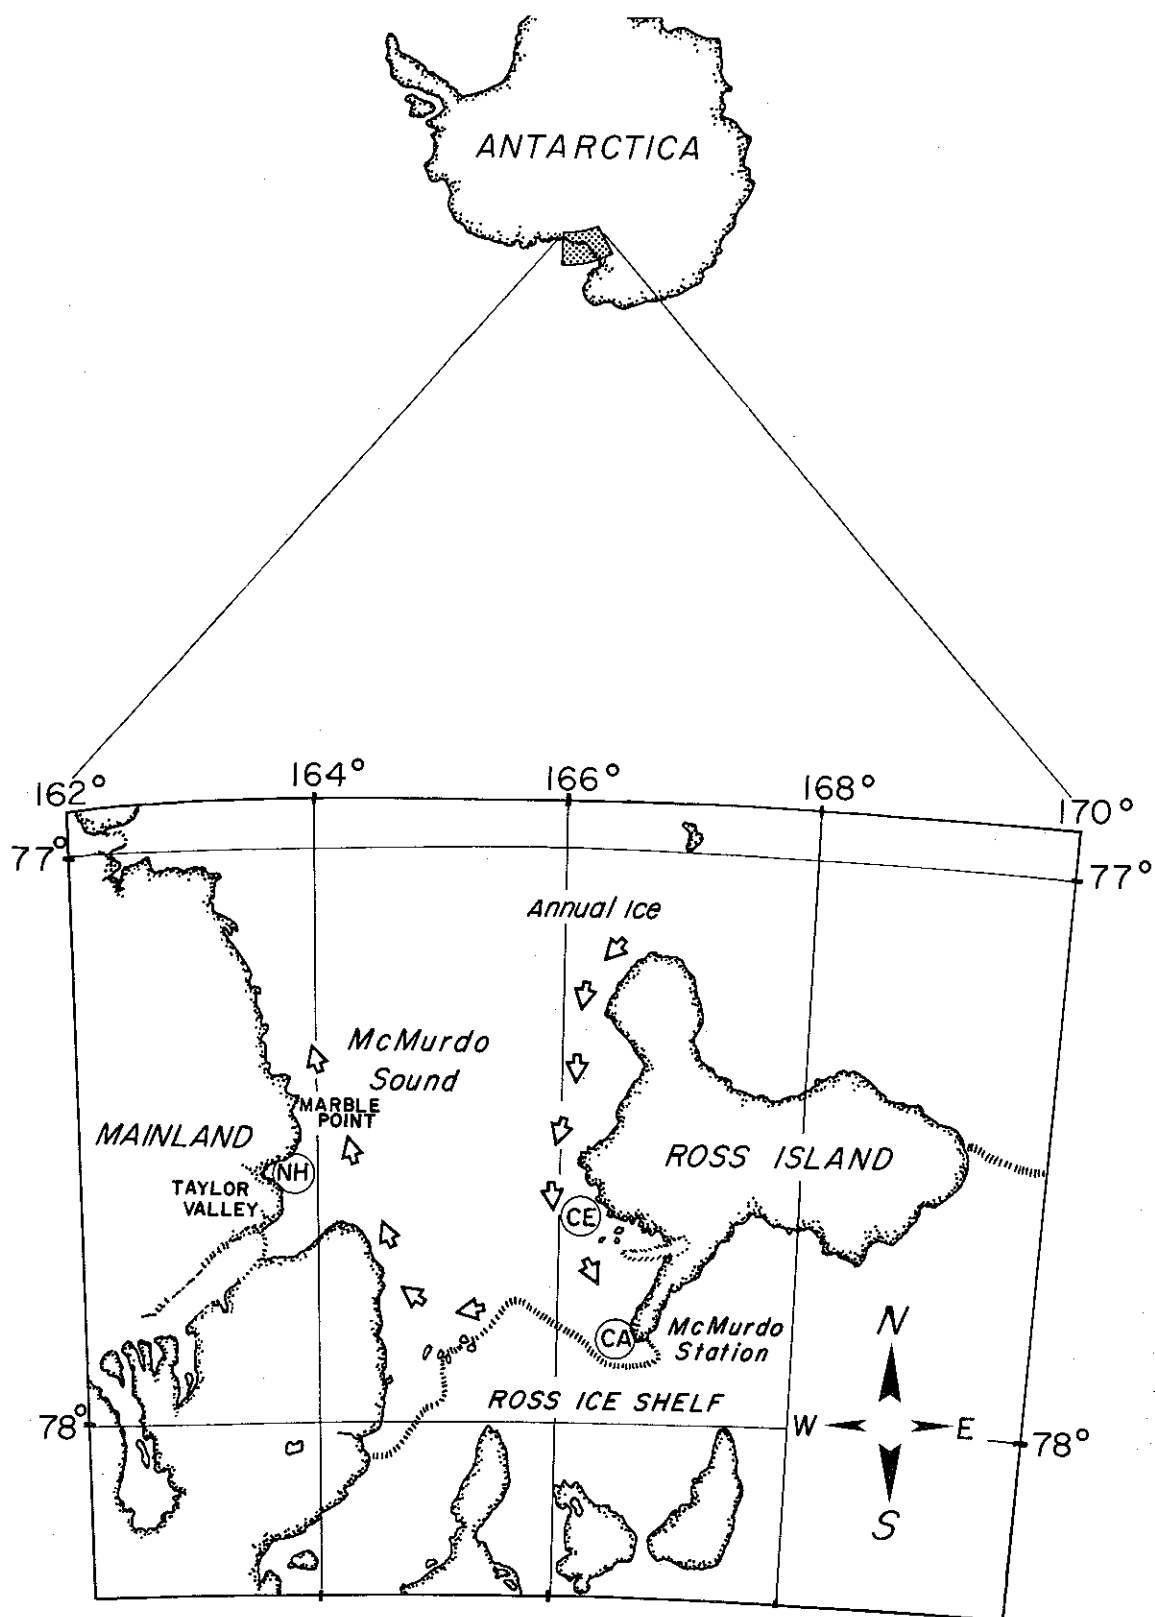 ANTARCTICA
162°
164°
166°
168°
170°
77°
77°
Annual Ice
McMurdo
Sound
MARBLE
POINT
MAINLAND
NH
TAYLOR
VALLEY
ROSS ISLAND
CE
CA
McMurdo
Station
ROSS ICE SHELF
N
W
E
S
78°
78°